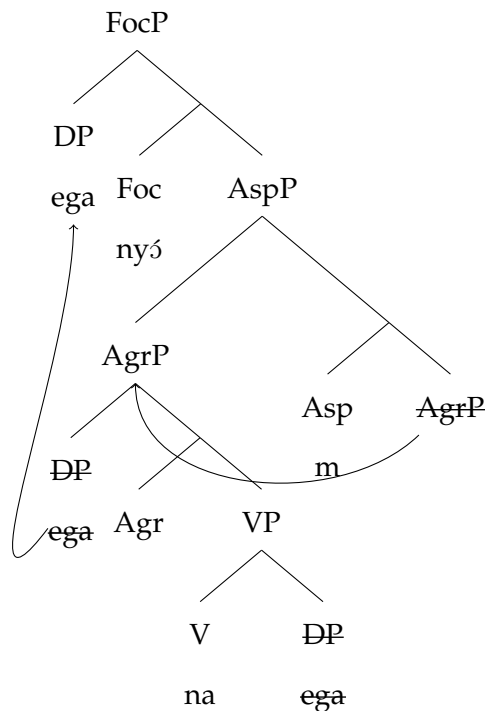 FocP
DP
ega
Foc
nyɔ́
AspP
AgrP
Asp
m
AgrP
DP
ega
Agr
VP
V
na
DP
ega